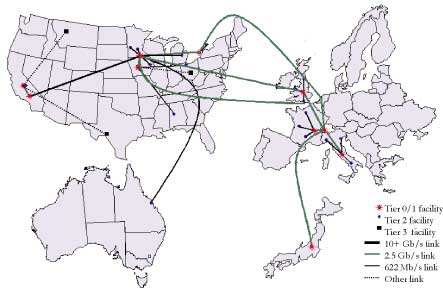 Tier 0/1 facility
Tier 2 facility
Tier 3 facility
10+ Gb/s link
2.5 Gb/s link
622 Mb/s link
Other link